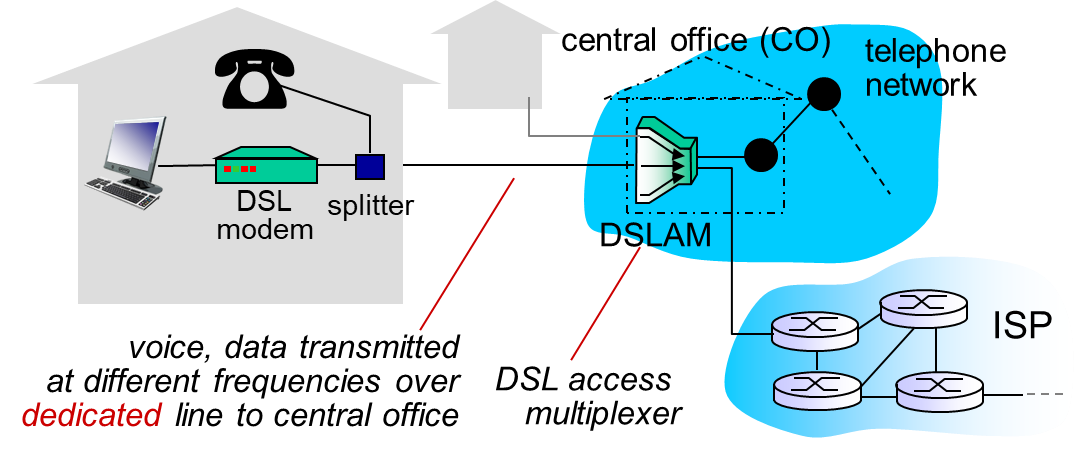 central office (CO)
telephone
network
DSL
modem
splitter
DSLAM
voice, data transmitted
at different frequencies over
dedicated line to central office
DSL access
multiplexer
ISP